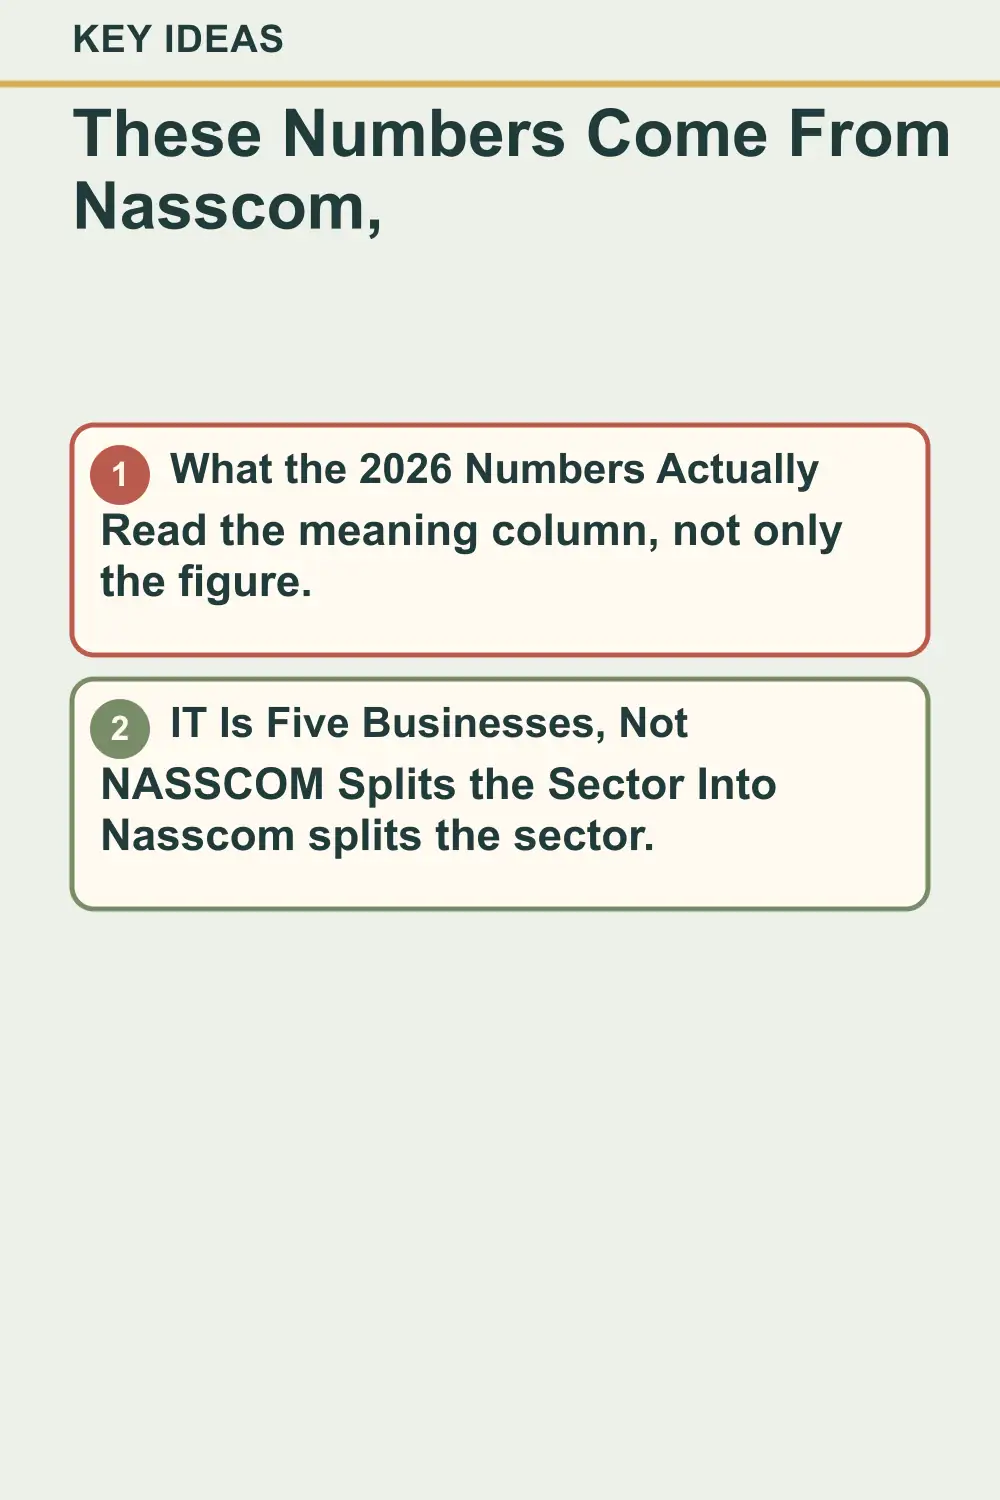 KEY IDEAS
These Numbers Come From
Nasscom,
1 What the 2026 Numbers Actually
Read the meaning column, not only
the figure.
2 IT Is Five Businesses, Not
NASSCOM Splits the Sector Into
Nasscom splits the sector.